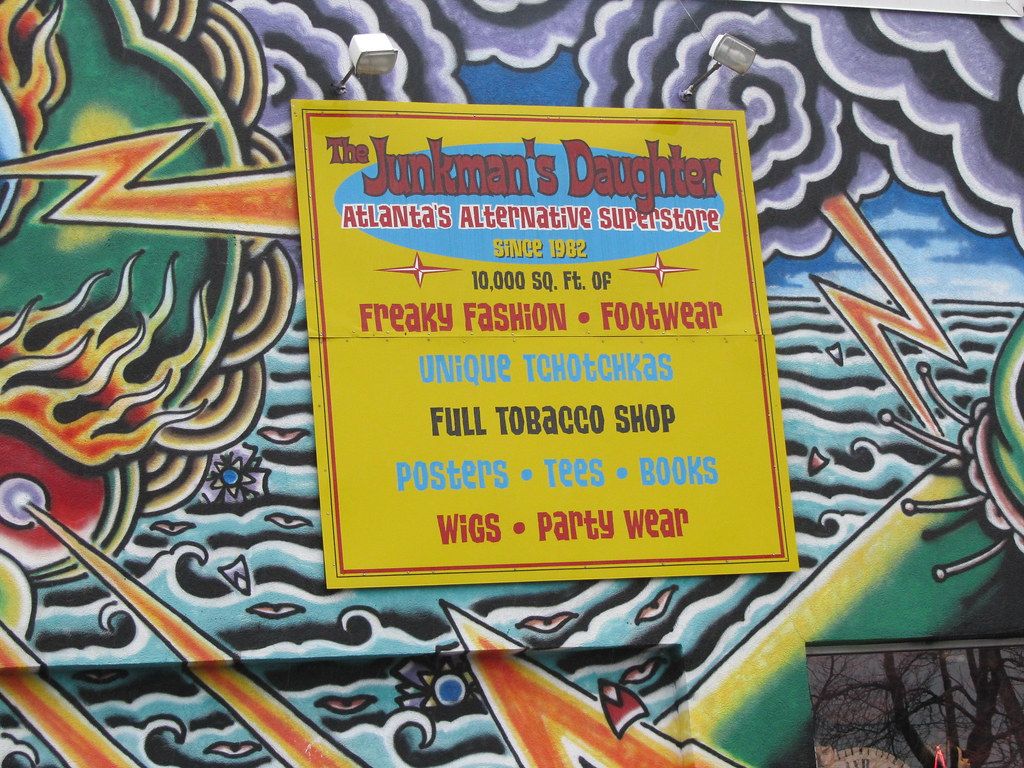 The Junkman's Daughter
Atlanta's Alternative Superstore
Since 1982
10,000 Sq. Ft. of
Freaky Fashion • Footwear
Unique Tchotchkas
Full Tobacco Shop
Posters • Tees • Books
Wigs • Party Wear